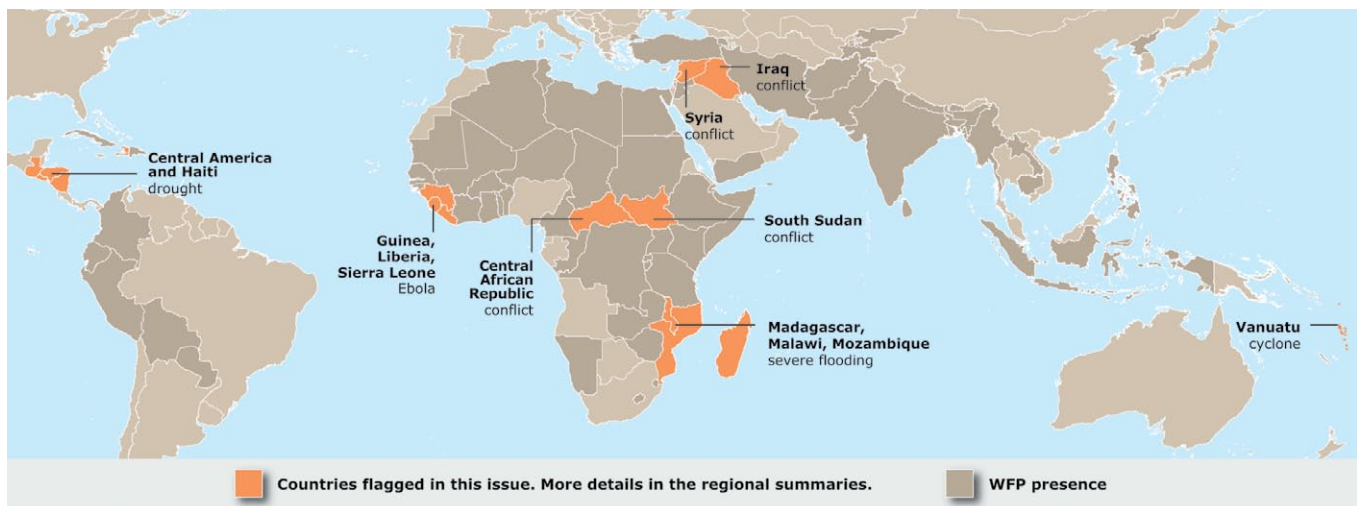 Iraq
conflict
Syria
conflict
Central America
and Haiti
drought
Guinea,
Liberia,
Sierra Leone
Ebola
Central
African
Republic
conflict
South Sudan
conflict
Madagascar,
Malawi, Mozambique
severe flooding
Vanuatu
cyclone
Countries flagged in this issue. More details in the regional summaries.
WFP presence